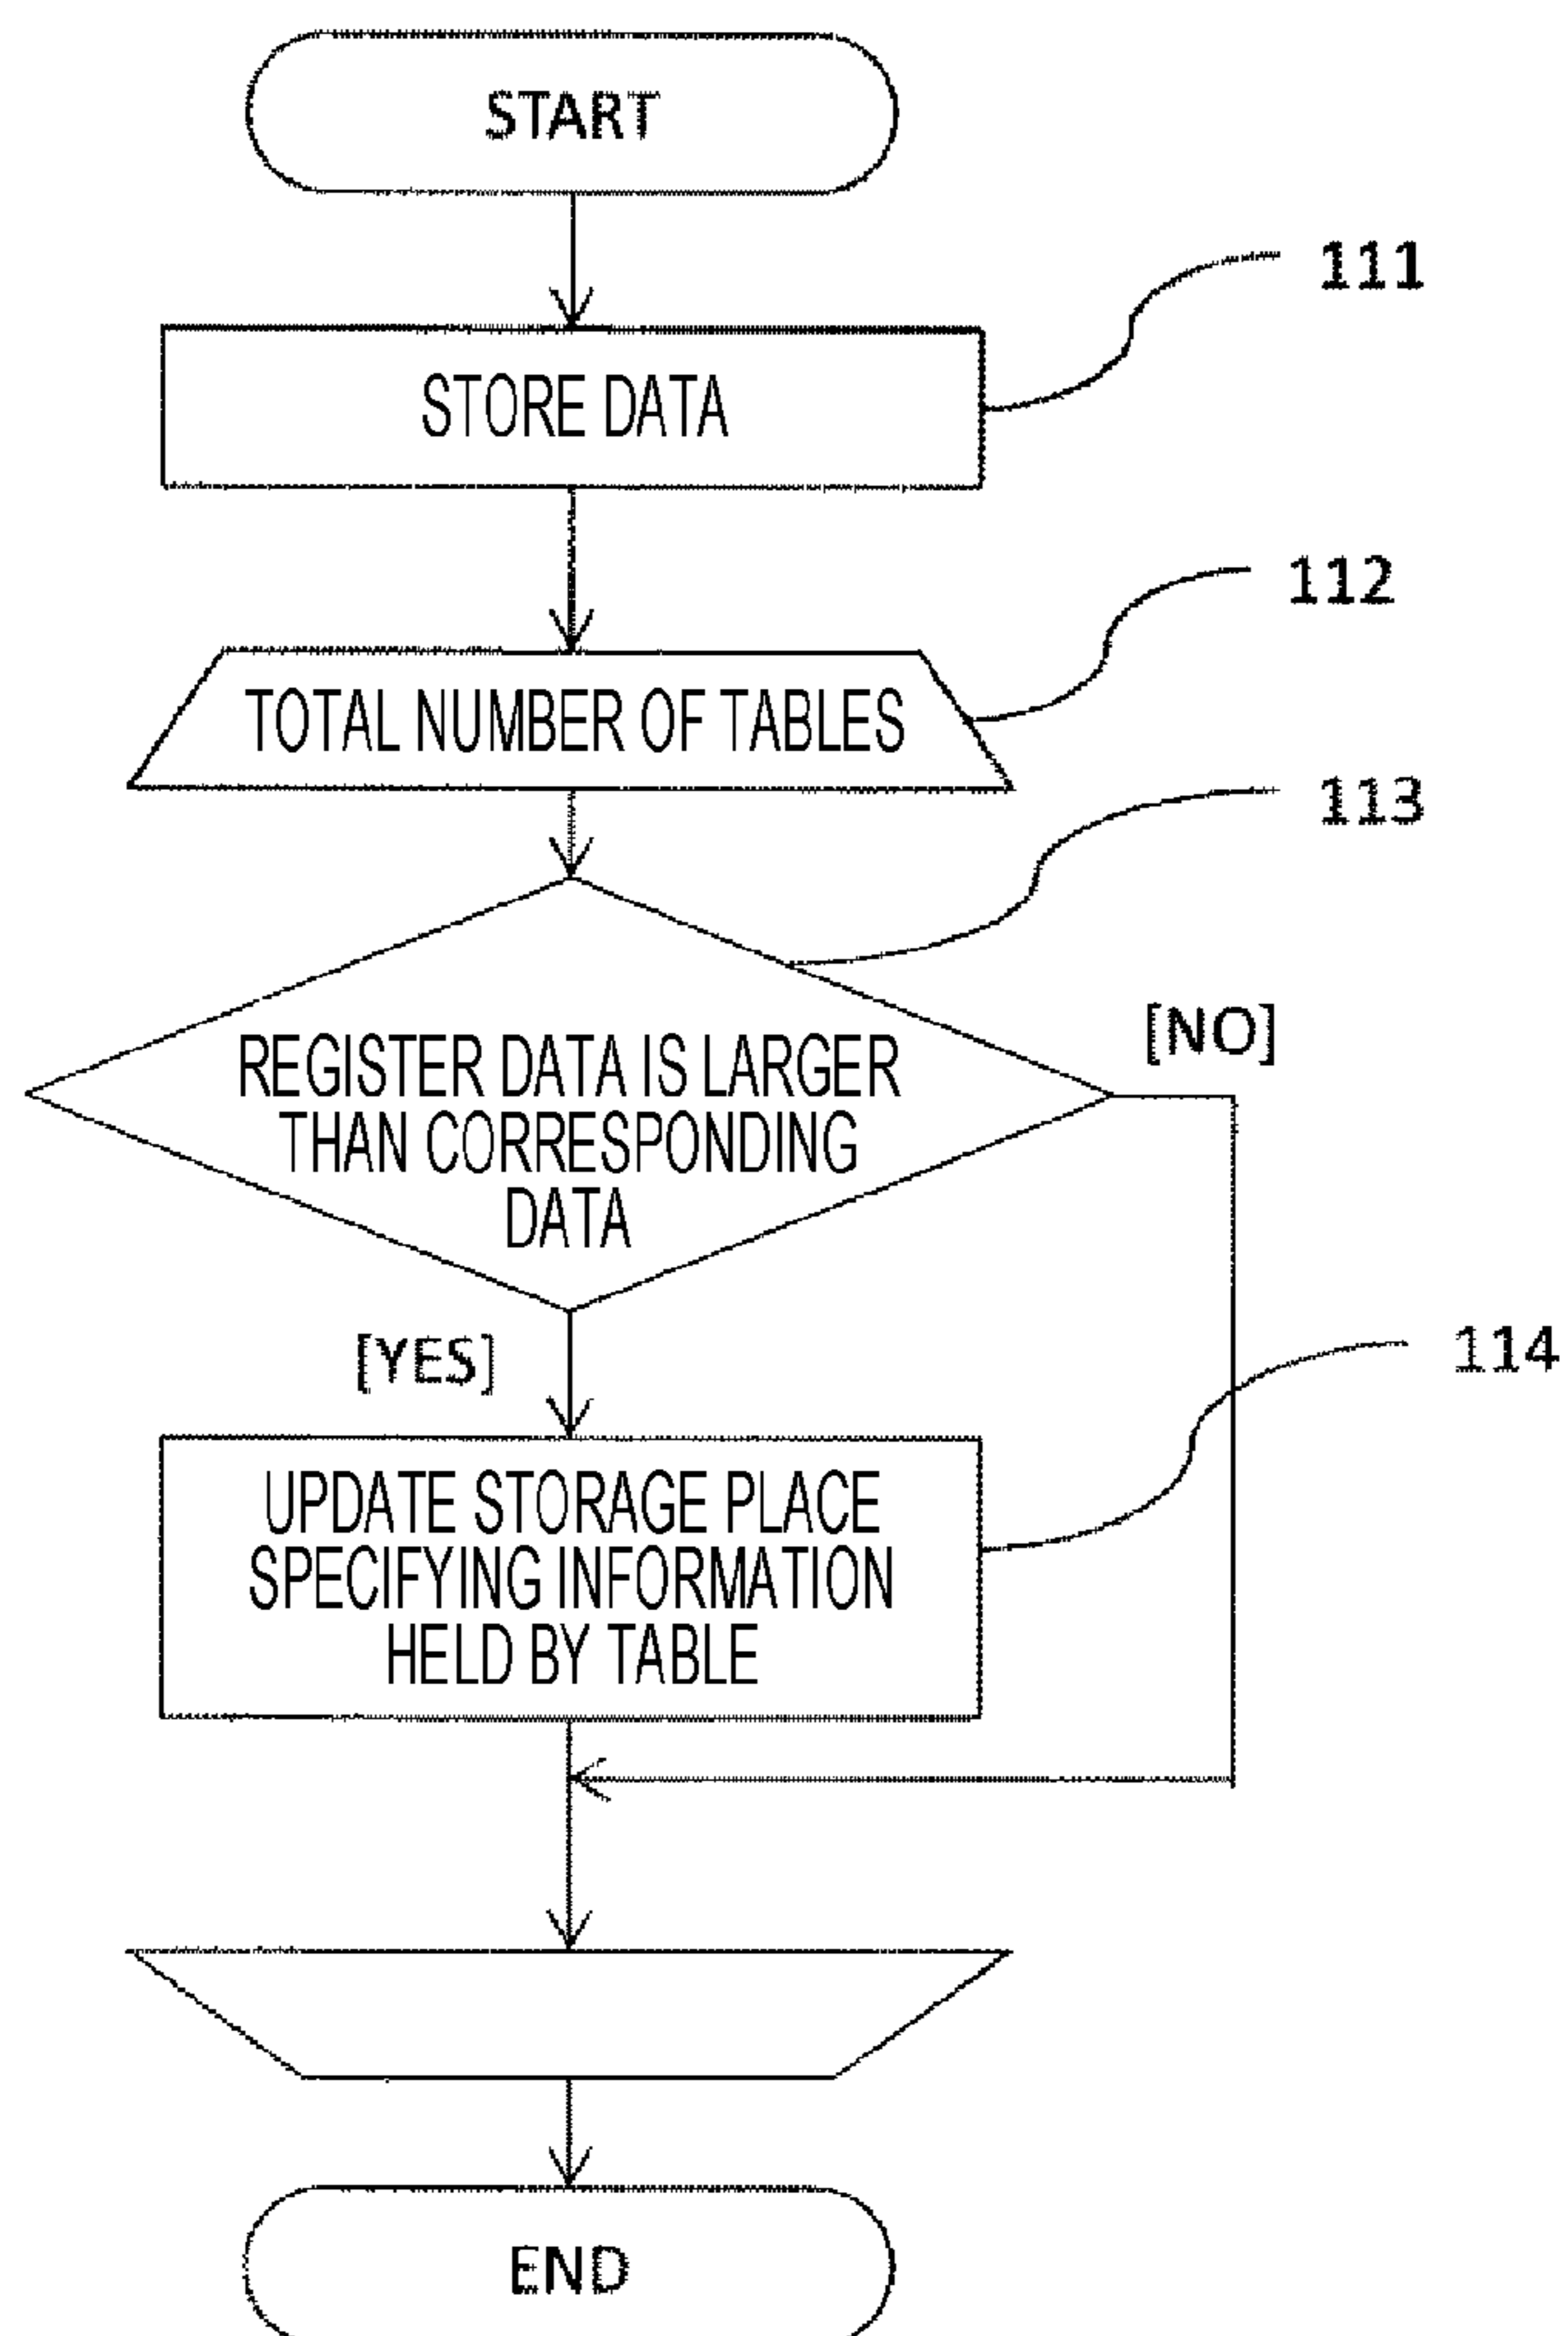 START
111
STORE DATA
112
TOTAL NUMBER OF TABLES
113
[NO]
REGISTER DATA IS LARGER
THAN CORRESPONDING
DATA
[YES]
114
UPDATE STORAGE PLACE
SPECIFYING INFORMATION
HELD BY TABLE
END